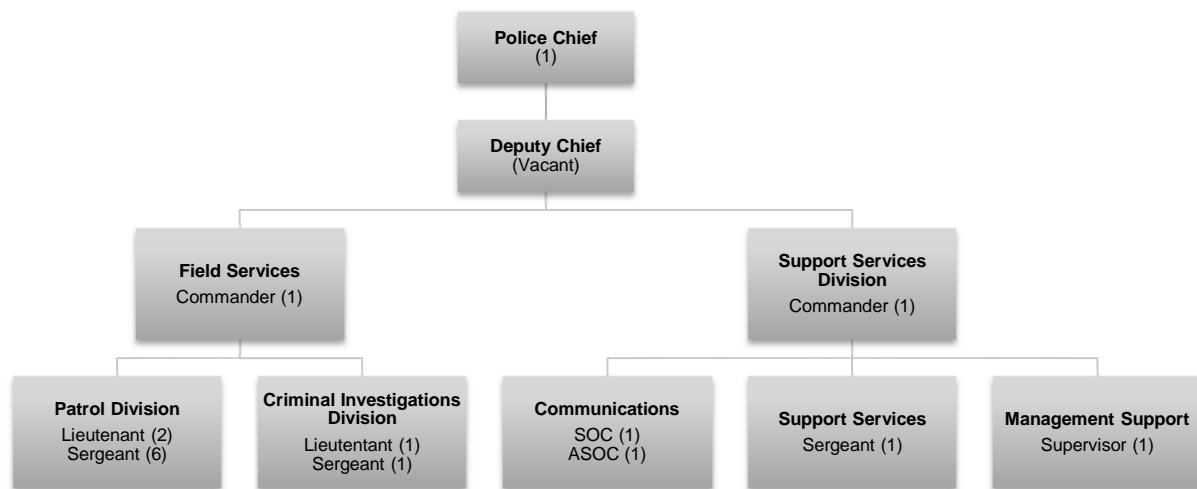 Police Chief
(1)
Deputy Chief
(Vacant)
Field Services
Commander (1)
Support Services
Division
Commander (1)
Patrol Division
Lieutenant (2)
Sergeant (6)
Criminal Investigations
Division
Lieutentant (1)
Sergeant (1)
Communications
SOC (1)
ASOC (1)
Support Services
Sergeant (1)
Management Support
Supervisor (1)